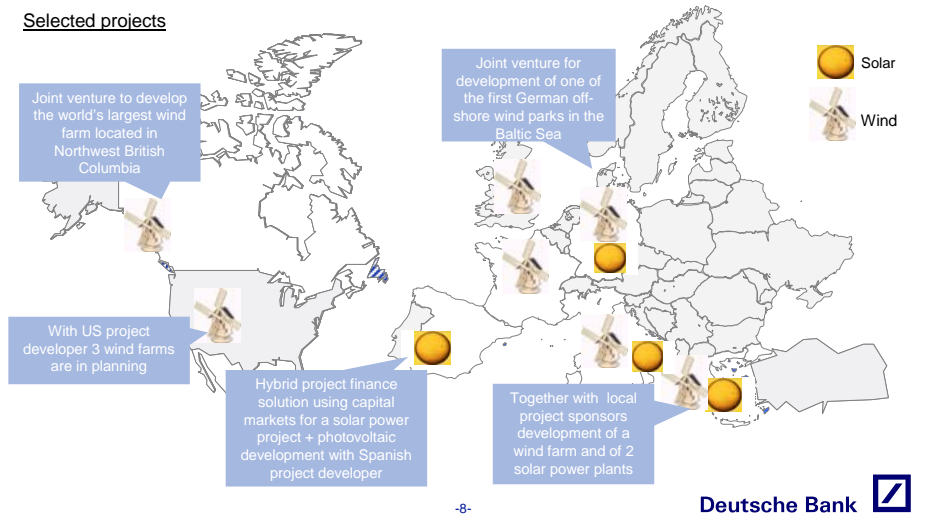 Selected projects
Joint venture to develop
the world's largest wind
farm located in
Northwest British
Columbia
Joint venture for
development of one of
the first German off-
shore wind parks in the
Baltic Sea
Solar
Wind
With US project
developer 3 wind farms
are in planning
Hybrid project finance
solution using capital
markets for a solar power
project + photovoltaic
development with Spanish
project developer
Together with local
project sponsors
development of a
wind farm and of 2
solar power plants
-8-
Deutsche Bank